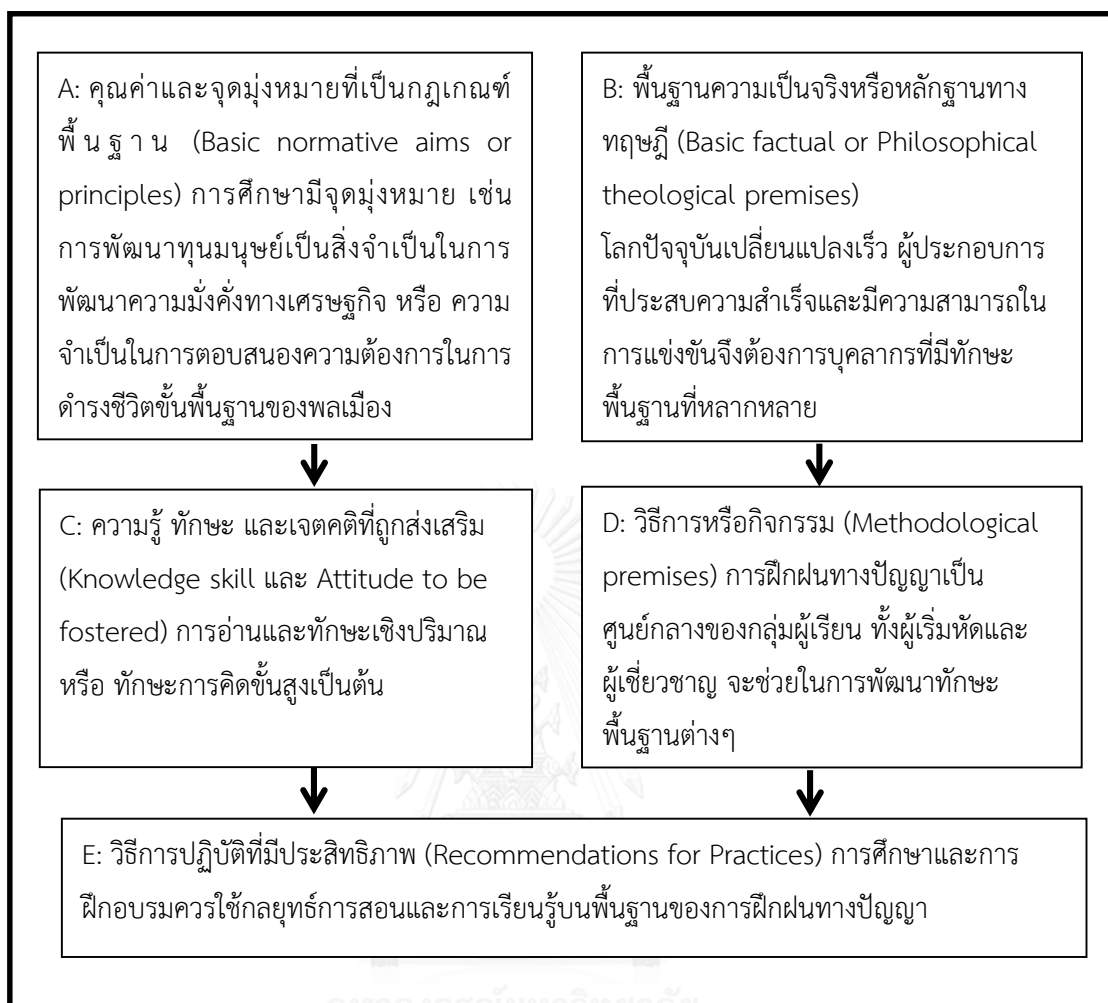 A: คุณค่าและจุดมุ่งหมายที่เป็นกฎเกณฑ์
พื้นฐาน (Basic normative aims or
principles) การศึกษามีจุดมุ่งหมาย เช่น
การพัฒนาทุนมนุษย์เป็นสิ่งจำเป็นในการ
พัฒนาความมั่งคั่งทางเศรษฐกิจ หรือ ความ
จำเป็นในการตอบสนองความต้องการในการ
ดำรงชีวิตขั้นพื้นฐานของพลเมือง
B: พื้นฐานความเป็นจริงหรือหลักฐานทาง
ทฤษฎี (Basic factual or Philosophical
theological premises)
โลกปัจจุบันเปลี่ยนแปลงเร็ว ผู้ประกอบการ
ที่ประสบความสำเร็จและมีความสามารถใน
การแข่งขันจึงต้องการบุคลากรที่มีทักษะ
พื้นฐานที่หลากหลาย
C: ความรู้ ทักษะ และเจตคติที่ถูกส่งเสริม
(Knowledge skill และ Attitude to be
fostered) การอ่านและทักษะเชิงปริมาณ
หรือ ทักษะการคิดขั้นสูงเป็นต้น
D: วิธีการหรือกิจกรรม (Methodological
premises) การฝึกฝนทางปัญญาเป็น
ศูนย์กลางของกลุ่มผู้เรียน ทั้งผู้เริ่มหัดและ
ผู้เชี่ยวชาญ จะช่วยในการพัฒนาทักษะ
พื้นฐานต่างๆ
E: วิธีการปฏิบัติที่มีประสิทธิภาพ (Recommendations for Practices) การศึกษาและการ
ฝึกอบรมควรใช้กลยุทธ์การสอนและการเรียนรู้บนพื้นฐานของการฝึกฝนทางปัญญา